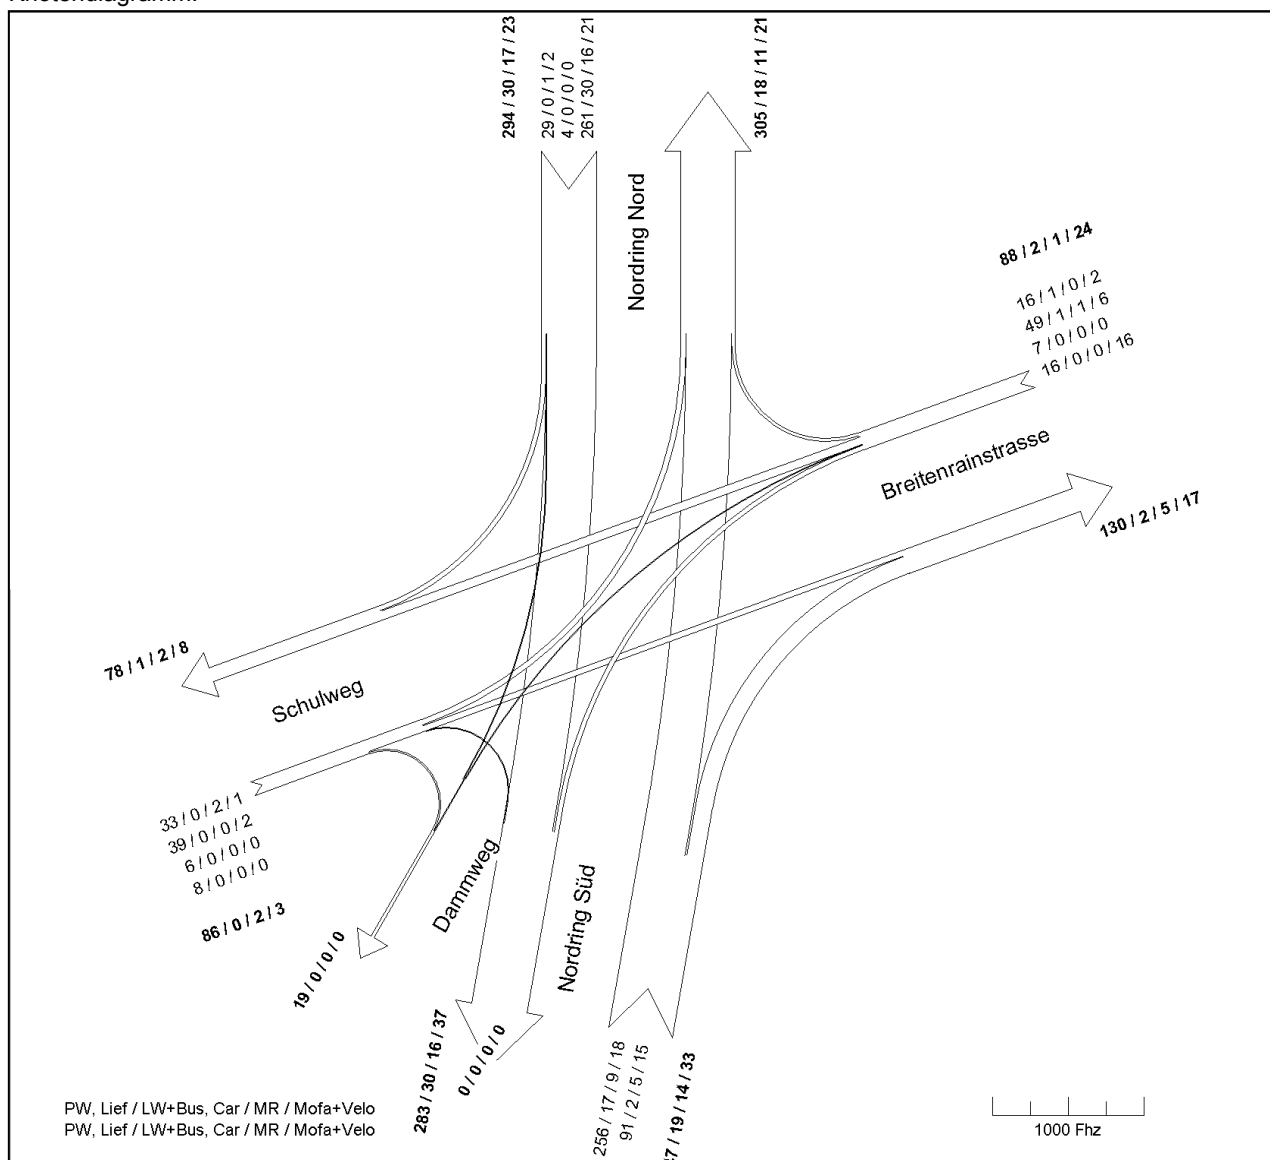 294 / 30 / 17 / 23
29 / 0 / 1 / 2
4 / 0 / 0 / 0
261 / 30 / 16 / 21
305 / 18 / 11 / 21
Nordring Nord
88 / 2 / 1 / 24
16 / 1 / 0 / 2
49 / 1 / 1 / 6
7 / 0 / 0 / 0
16 / 0 / 0 / 16
Breitenrainstrasse
130 / 2 / 5 / 17
78 / 1 / 2 / 8
Schulweg
33 / 0 / 2 / 1
39 / 0 / 0 / 2
6 / 0 / 0 / 0
8 / 0 / 0 / 0
86 / 0 / 2 / 3
Dammweg
19 / 0 / 0 / 0
Nordring Süd
283 / 30 / 16 / 37
0 / 0 / 0 / 0
256 / 17 / 9 / 18
91 / 2 / 5 / 15
/ 19 / 14 / 33
PW, Lief / LW+Bus, Car / MR / Mofa+Velo
PW, Lief / LW+Bus, Car / MR / Mofa+Velo
1000 Fhz